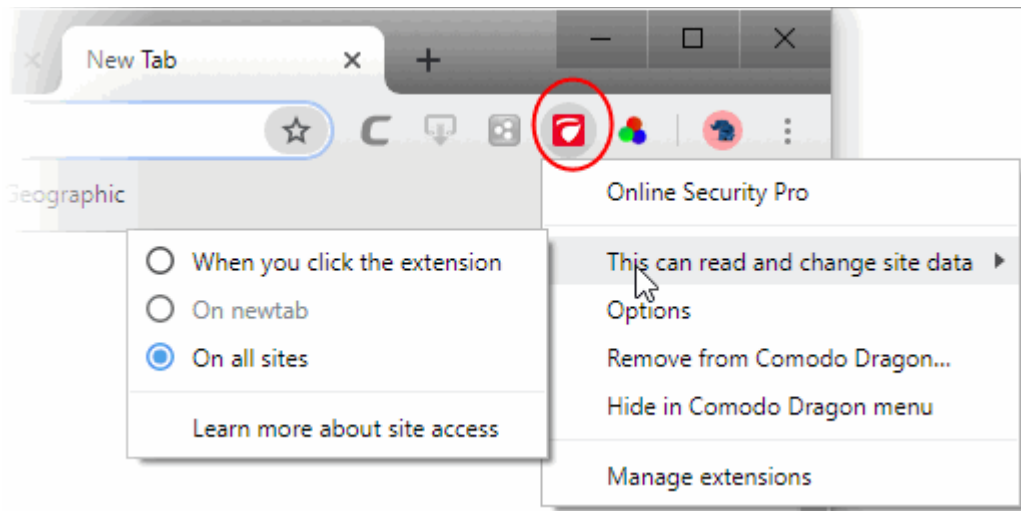 New Tab
Geographic
Online Security Pro
This can read and change site data
Options
Remove from Comodo Dragon...
Hide in Comodo Dragon menu
Manage extensions
When you click the extension
On newtab
On all sites
Learn more about site access